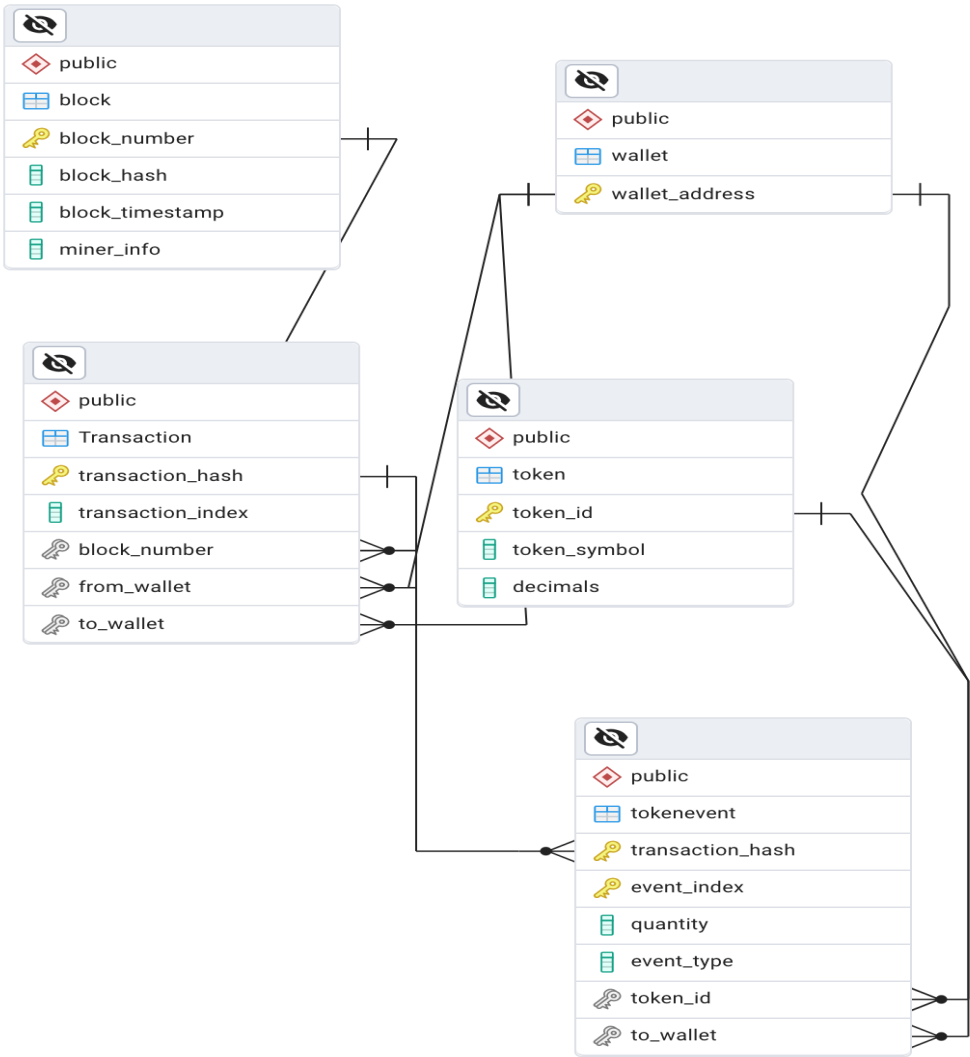 public
block
block_number
block_hash
block_timestamp
miner_info
public
wallet
wallet_address
public
Transaction
transaction_hash
transaction_index
block_number
from_wallet
to_wallet
public
token
token_id
token_symbol
decimals
public
tokenevent
transaction_hash
event_index
quantity
event_type
token_id
to_wallet